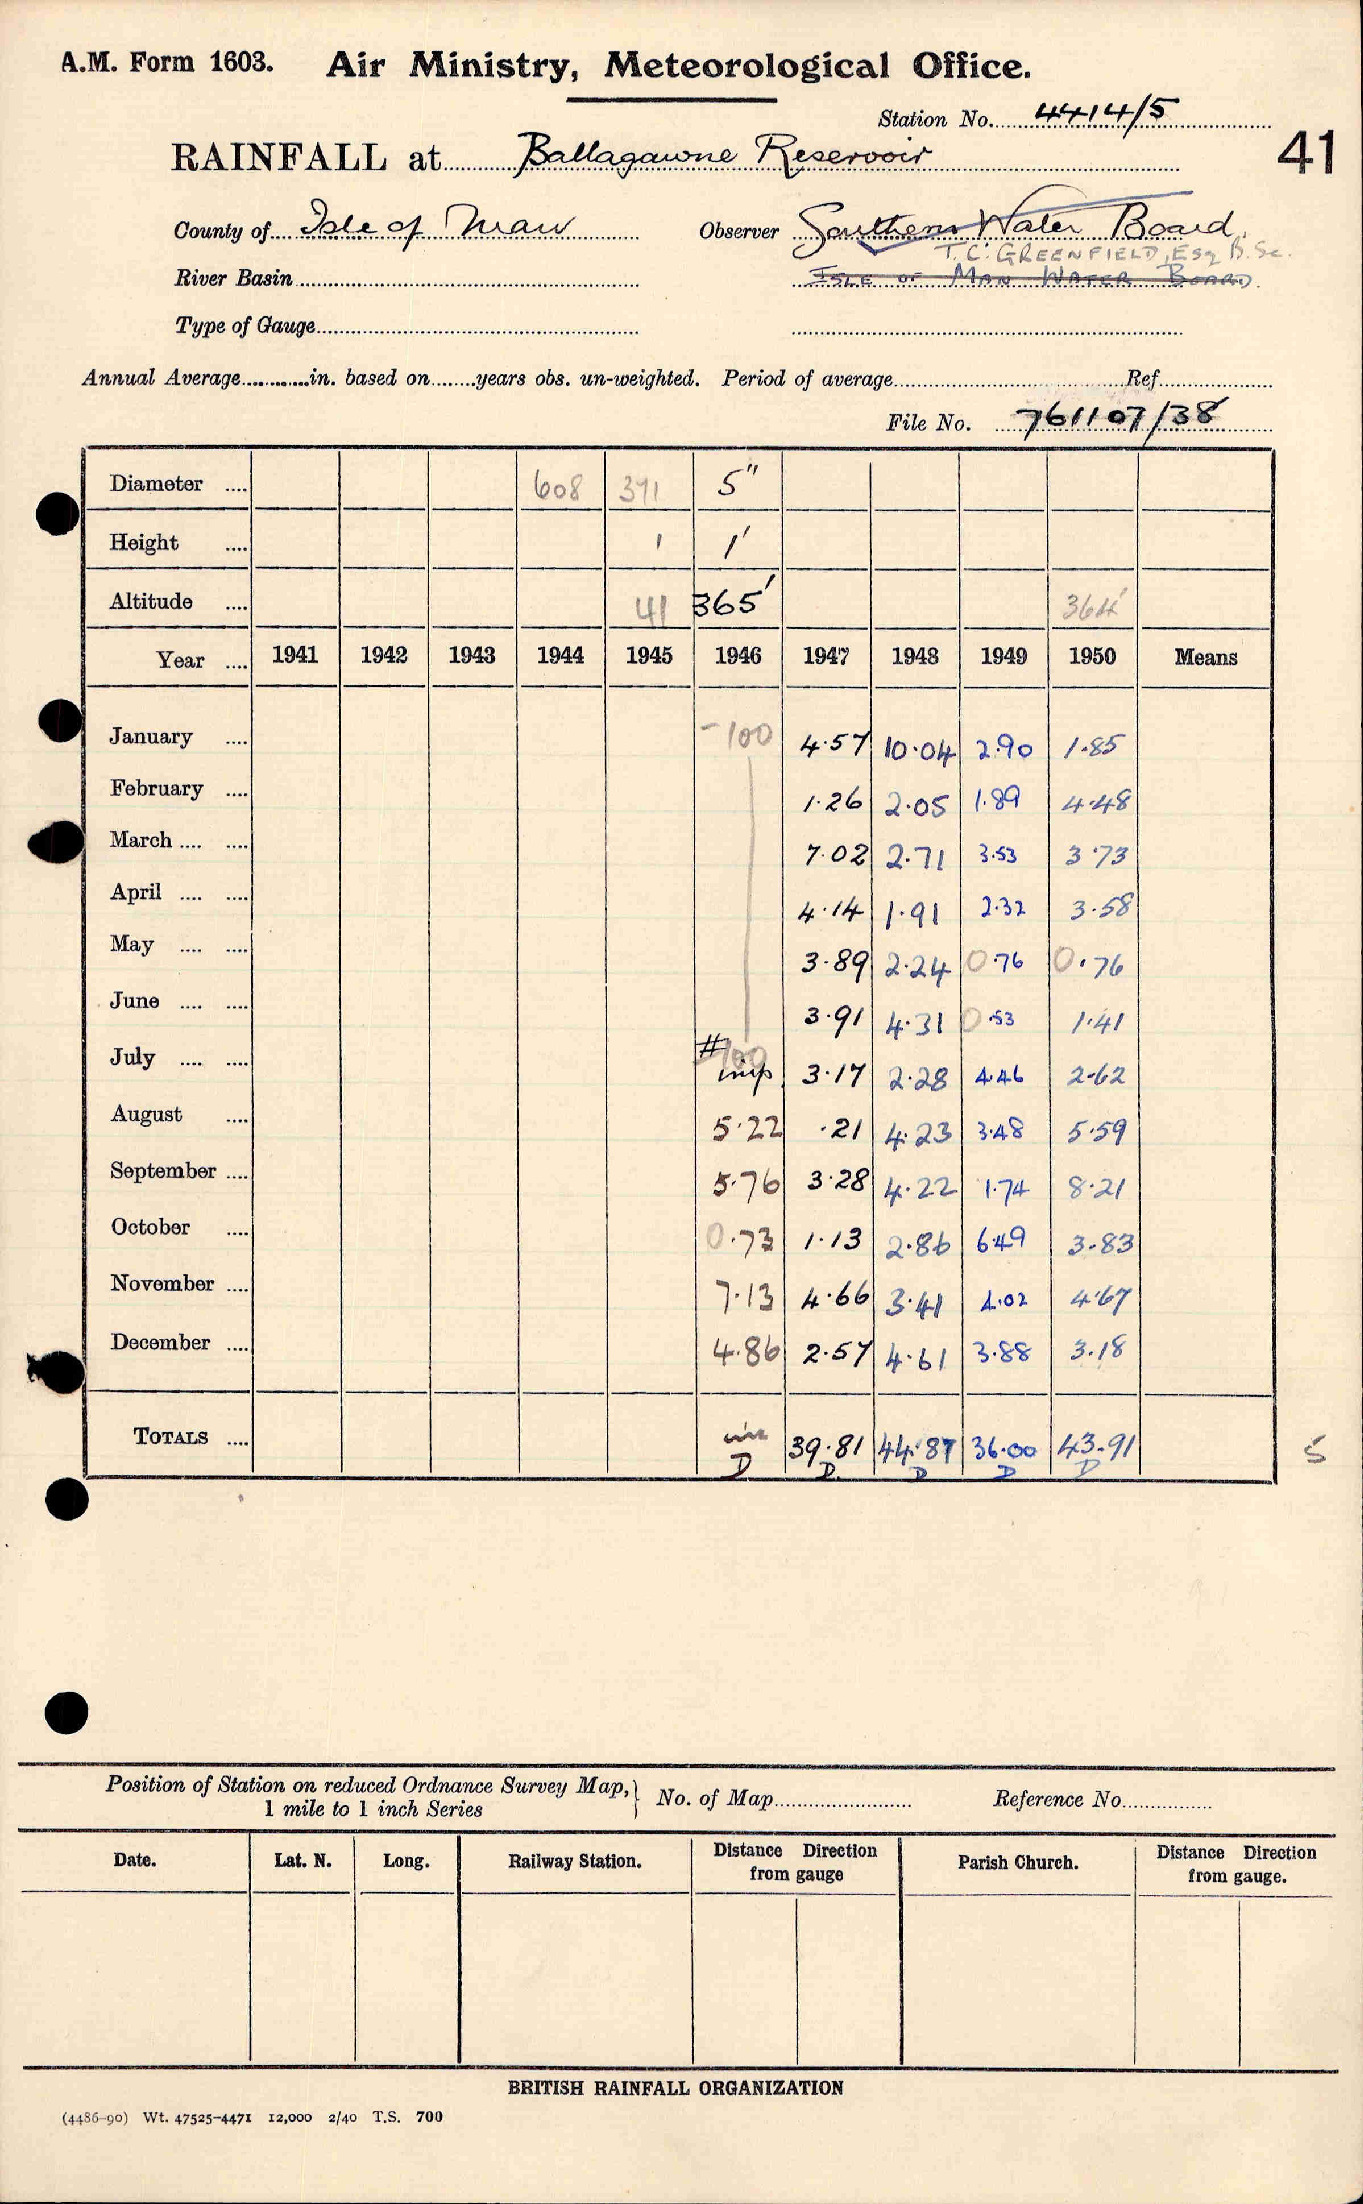 A.M. Form 1603. Air Ministry, Meteorological Office.
Station No. 4414/5
41
RAINFALL at Ballagawne Reservoir
County of Isle of Man Observer Southern Water Board.
T.C. GREENFIELD, Esq B.Sc.
River Basin ISLE OF MAN WATER BOARD.
Type of Gauge
Annual Average in. based on years obs. un-weighted. Period of average Ref
File No. 761107/38
Diameter 608 391 5"
Height 1 1'
Altitude 41 365' 364'
Year 1941 1942 1943 1944 1945 1946 1947 1948 1949 1950 Means
January -100 4.57 10.04 2.90 1.85
February 1.26 2.05 1.89 4.48
March 7.02 2.71 3.53 3.73
April 4.14 1.91 2.32 3.58
May 3.89 2.24 0.76 0.76
June 3.91 4.31 0.53 1.41
July # 100 imp. 3.17 2.28 4.46 2.62
August 5.22 .21 4.23 3.48 5.59
September 5.76 3.28 4.22 1.74 8.21
October 0.73 1.13 2.86 6.49 3.83
November 7.13 4.66 3.41 4.02 4.67
December 4.86 2.57 4.61 3.88 3.18
TOTALS 39.81 44.87 36.00 43.91 5
D D D D D
Position of Station on reduced Ordnance Survey Map,
1 mile to 1 inch Series
No. of Map Reference No.
Date. Lat. N. Long. Railway Station. Distance Direction from gauge Parish Church. Distance Direction from gauge.
BRITISH RAINFALL ORGANIZATION
(4486-90) Wt. 47525-4471 12,000 2/40 T.S. 700